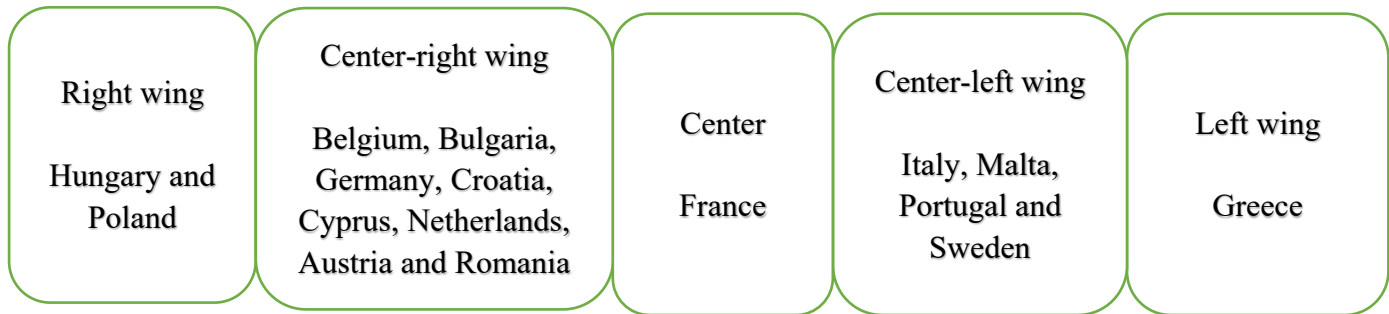 Right wing
Hungary and
Poland
Center-right wing
Belgium, Bulgaria,
Germany, Croatia,
Cyprus, Netherlands,
Austria and Romania
Center
France
Center-left wing
Italy, Malta,
Portugal and
Sweden
Left wing
Greece